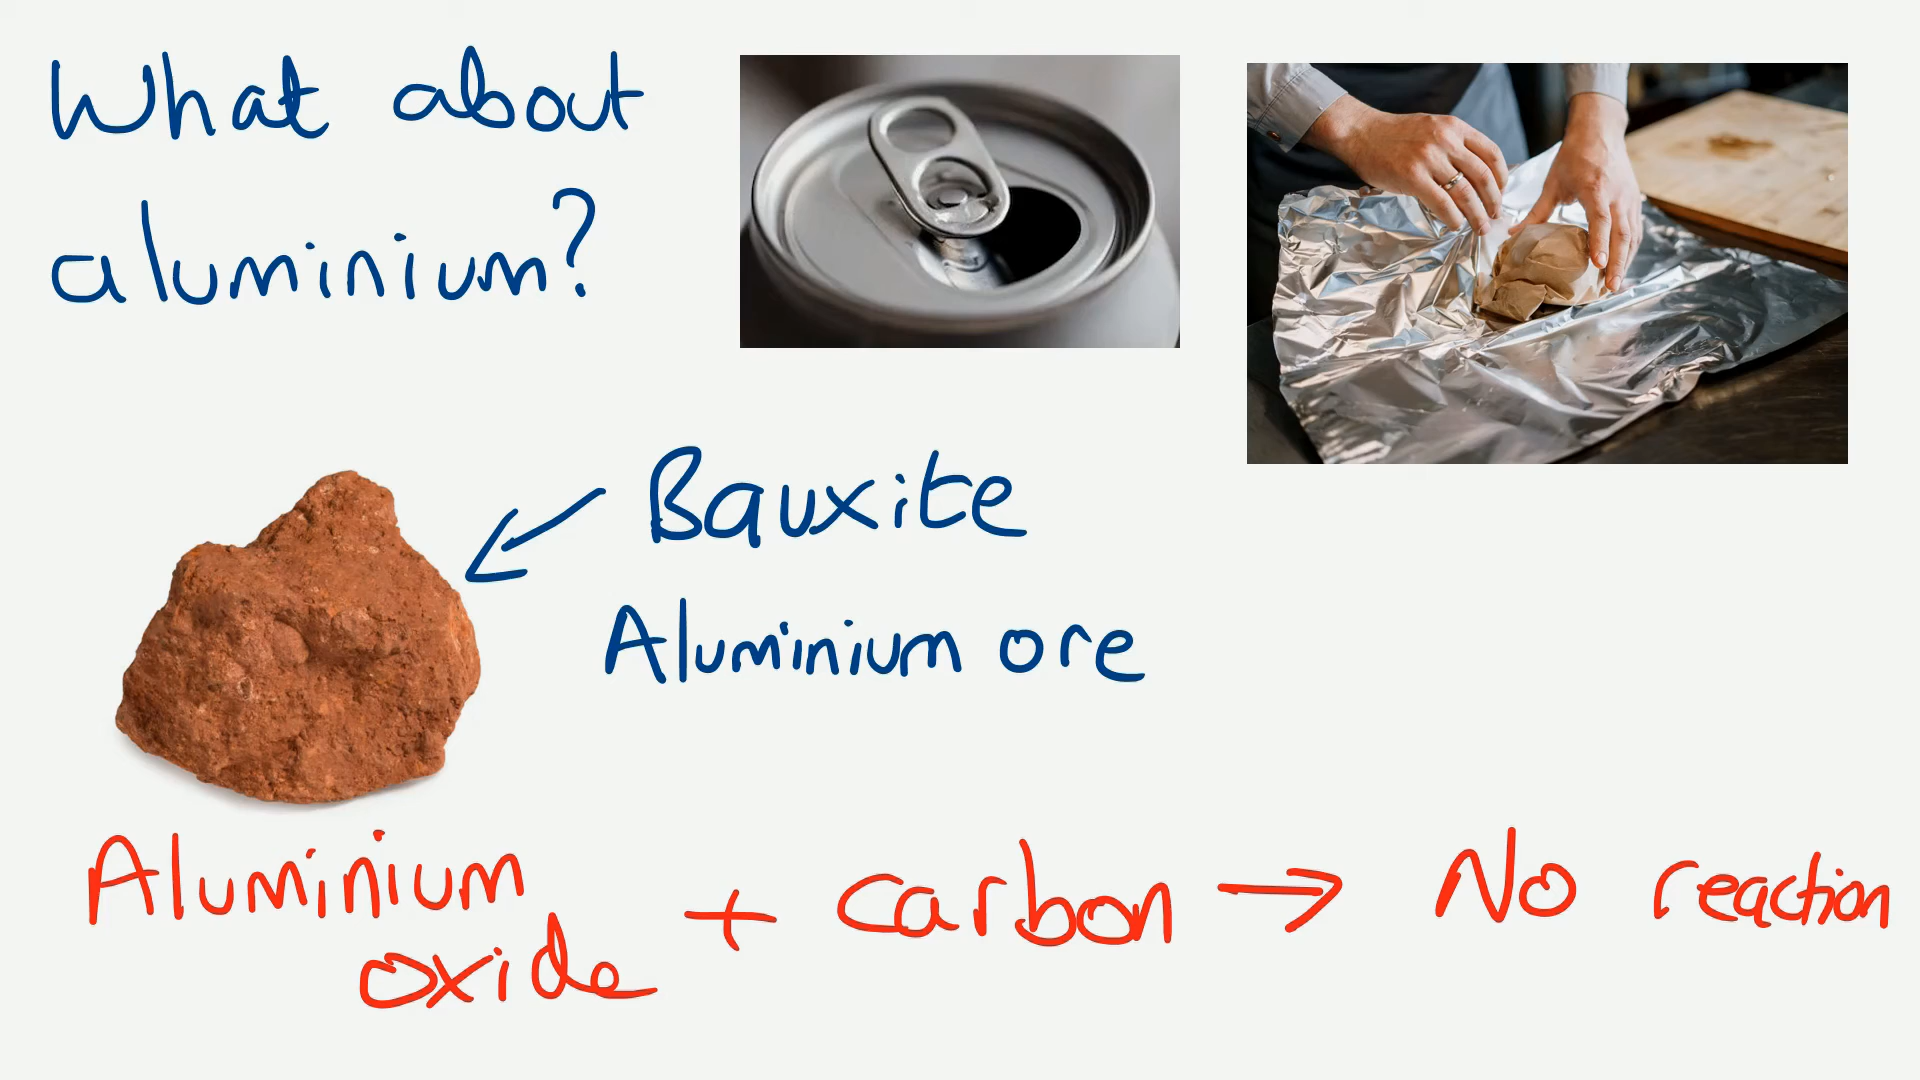 What about
aluminium?
Bauxite
Aluminium ore
Aluminium
oxide + carbon → No reaction